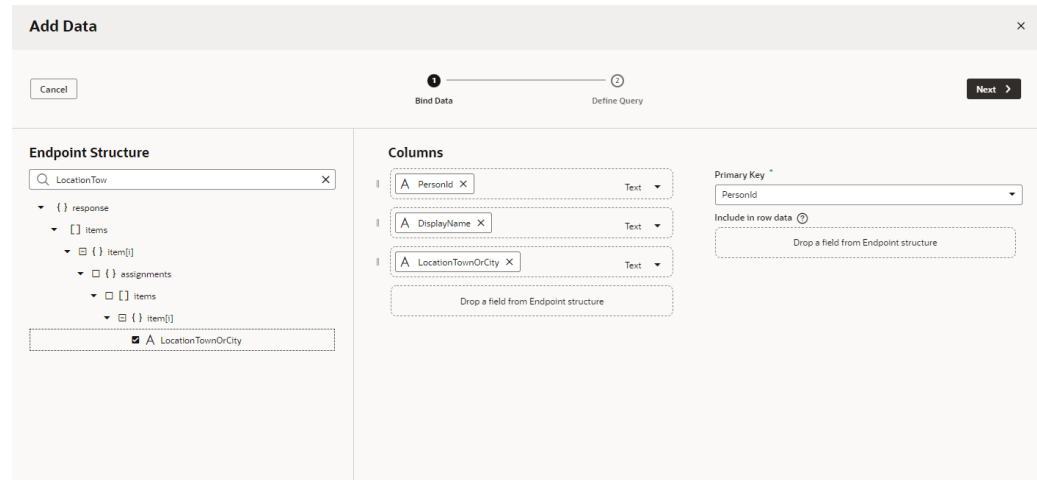 Add Data
Cancel
1
2
Bind Data
Define Query
Next
Endpoint Structure
LocationTow
{ } response
[ ] items
{ } item[i]
{ } assignments
[ ] items
{ } item[i]
A LocationTownOrCity
Columns
A PersonId Text
A DisplayName Text
A LocationTownOrCity Text
Drop a field from Endpoint structure
Primary Key *
PersonId
Include in row data ?
Drop a field from Endpoint structure